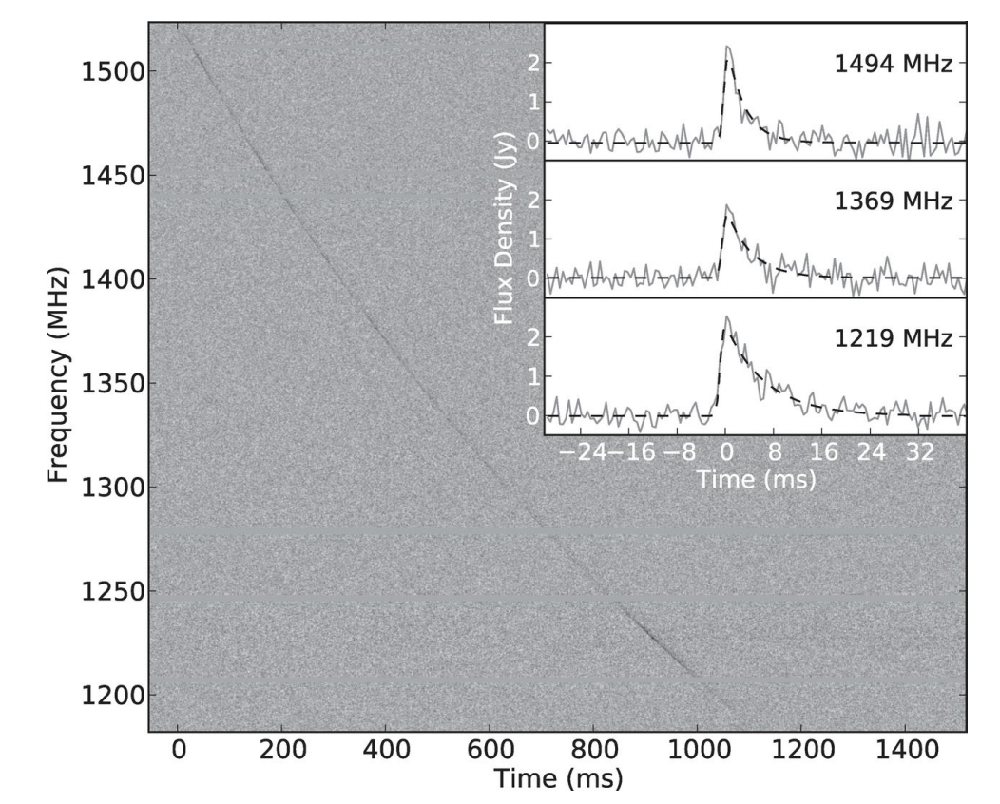 Frequency (MHz)
1500
1450
1400
1350
1300
1250
1200
0 200 400 600 800 1000 1200 1400
Time (ms)
Flux Density (Jy)
1494 MHz
2
1
0
1369 MHz
2
1
0
1219 MHz
2
1
0
−24 −16 −8 0 8 16 24 32
Time (ms)